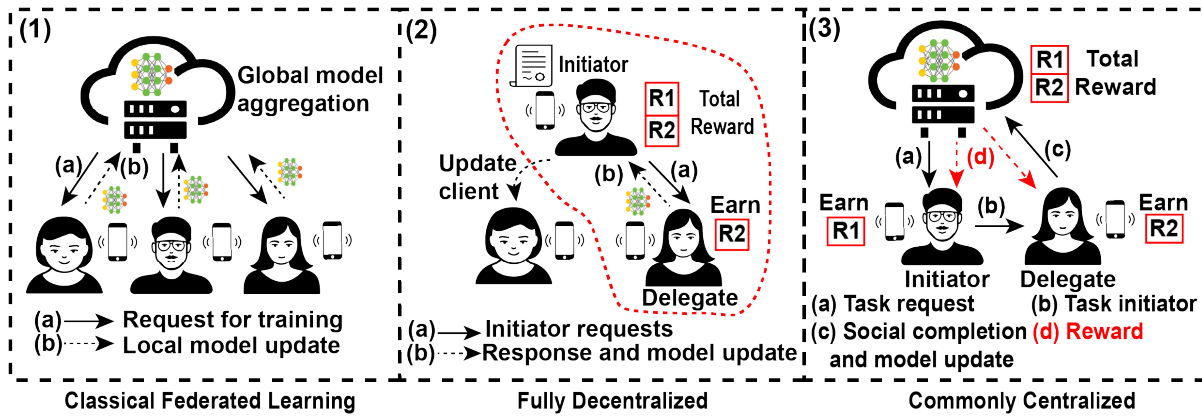 (1)
Global model
aggregation
(a)
(b)
(a) Request for training
(b) Local model update
Classical Federated Learning
(2)
Initiator
R1
R2
Total
Reward
Update
client
(b)
(a)
Earn
R2
Delegate
(a) Initiator requests
(b) Response and model update
Fully Decentralized
(3)
R1 Total
R2 Reward
(a)
(d)
(c)
Earn
R1
(b)
Earn
R2
Initiator
Delegate
(a) Task request
(b) Task initiator
(c) Social completion
and model update
(d) Reward
Commonly Centralized